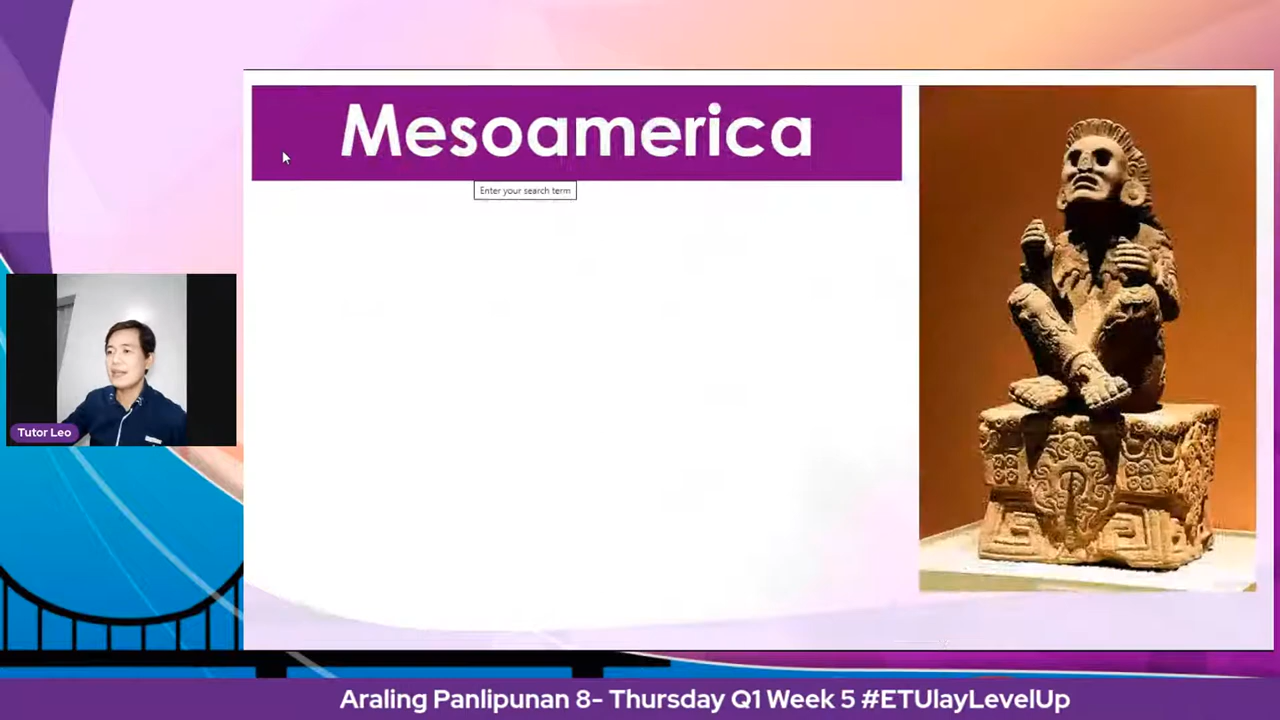 Mesoamerica
Enter your search term
Tutor Leo
Araling Panlipunan 8- Thursday Q1 Week 5 #ETUlayLevelUp